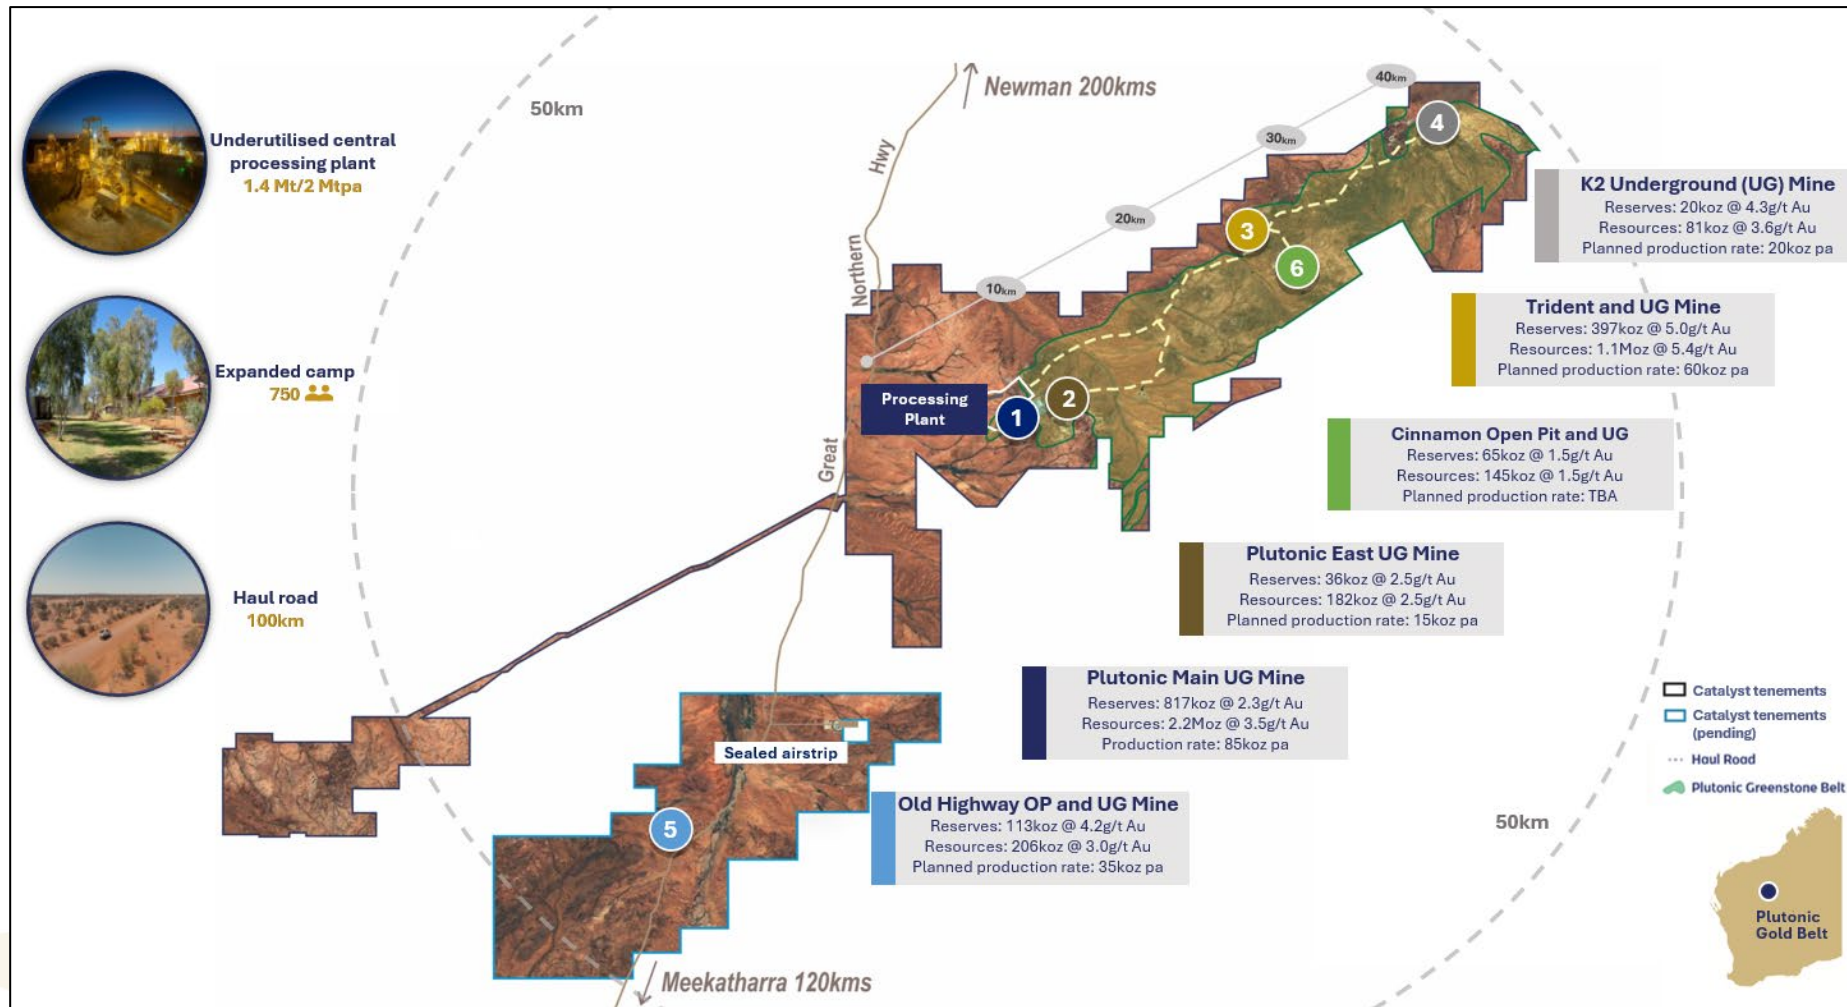 50km
Newman 200kms
40km
30km
20km
10km
Hwy
Northern
Great
4
3
6
2
1
5
Underutilised central
processing plant
1.4 Mt/2 Mtpa
Expanded camp
750
Haul road
100km
Processing
Plant
K2 Underground (UG) Mine
Reserves: 20koz @ 4.3g/t Au
Resources: 81koz @ 3.6g/t Au
Planned production rate: 20koz pa
Trident and UG Mine
Reserves: 397koz @ 5.0g/t Au
Resources: 1.1Moz @ 5.4g/t Au
Planned production rate: 60koz pa
Cinnamon Open Pit and UG
Reserves: 65koz @ 1.5g/t Au
Resources: 145koz @ 1.5g/t Au
Planned production rate: TBA
Plutonic East UG Mine
Reserves: 36koz @ 2.5g/t Au
Resources: 182koz @ 2.5g/t Au
Planned production rate: 15koz pa
Plutonic Main UG Mine
Reserves: 817koz @ 2.3g/t Au
Resources: 2.2Moz @ 3.5g/t Au
Production rate: 85koz pa
Sealed airstrip
Old Highway OP and UG Mine
Reserves: 113koz @ 4.2g/t Au
Resources: 206koz @ 3.0g/t Au
Planned production rate: 35koz pa
Meekatharra 120kms
50km
Catalyst tenements
Catalyst tenements
(pending)
Haul Road
Plutonic Greenstone Belt
Plutonic
Gold Belt